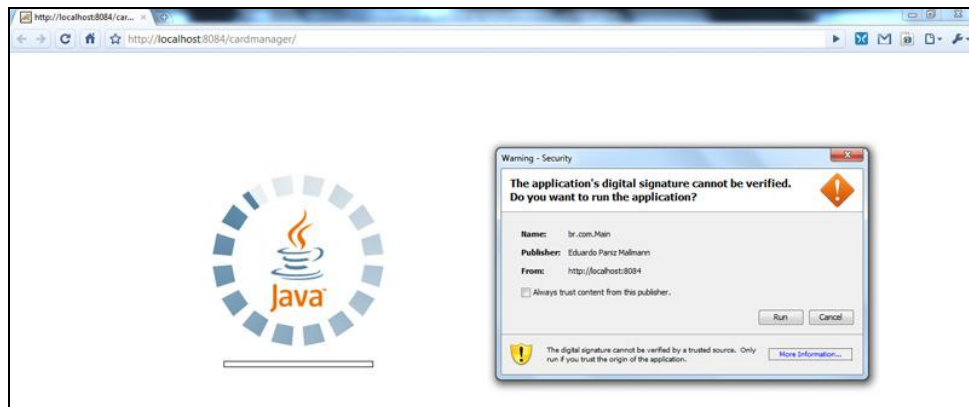 http://localhost:8084/car...
http://localhost:8084/cardmanager/
Java
Warning - Security
The application's digital signature cannot be verified.
Do you want to run the application?
Name: br.com.Main
Publisher: Eduardo Paniz Mallmann
From: http://localhost:8084
Always trust content from this publisher.
Run Cancel
The digital signature cannot be verified by a trusted source. Only
run if you trust the origin of the application.
More Information...